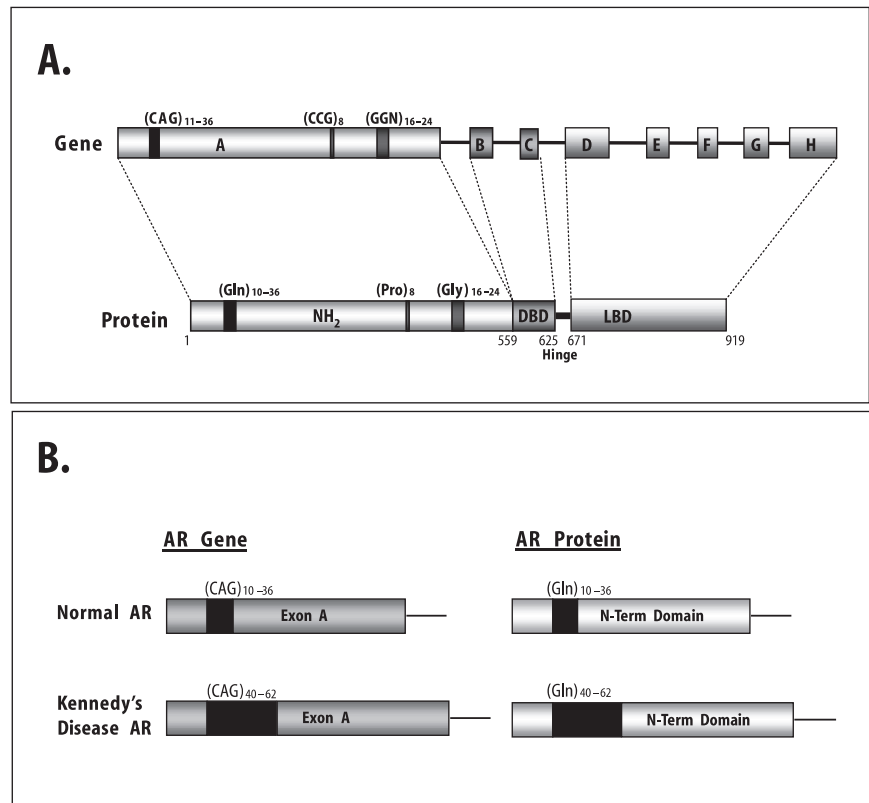 A.
(CAG)11–36 (CCG)8 (GGN)16–24
Gene A B C D E F G H
(Gln)10–36 (Pro)8 (Gly)16–24
Protein NH2 DBD LBD
1 559 625 671 919
Hinge
B.
AR Gene AR Protein
(CAG)10–36 (Gln)10–36
Normal AR Exon A N-Term Domain
(CAG)40–62 (Gln)40–62
Kennedy's
Disease AR Exon A N-Term Domain